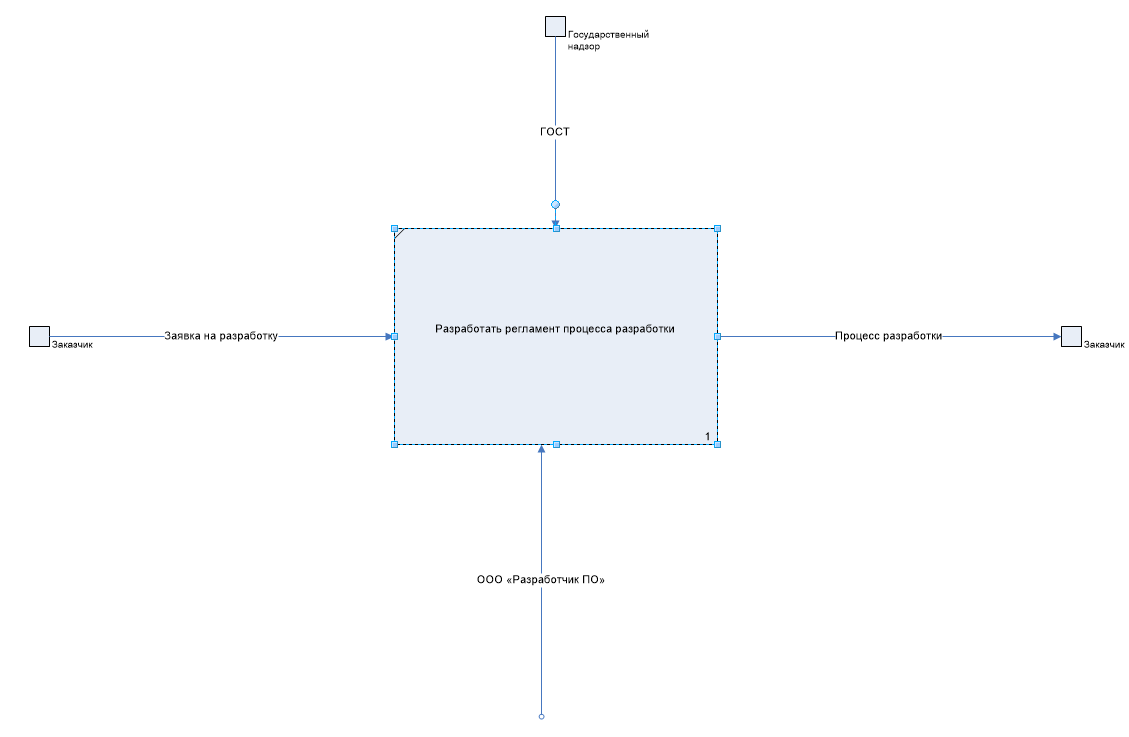 Государственный
надзор
ГОСТ
Разработать регламент процесса разработки
Заявка на разработку
Заказчик
Процесс разработки
Заказчик
1
ООО «Разработчик ПО»